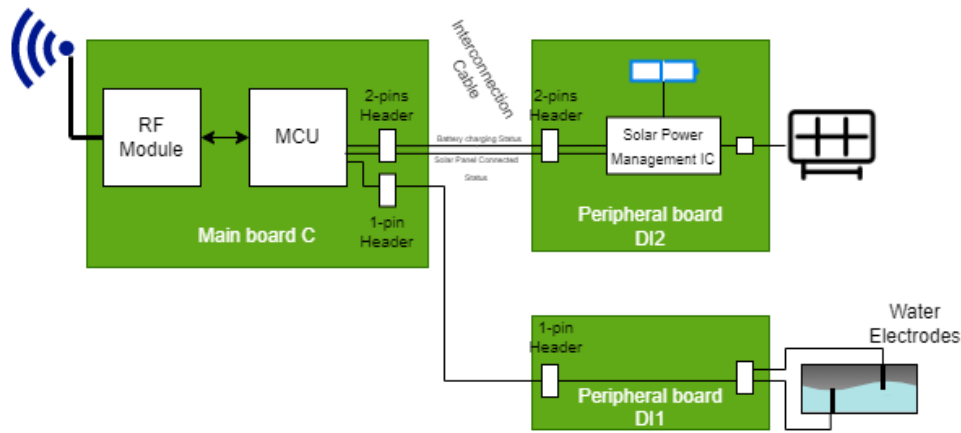 Interconnection
Cable
RF
Module
MCU
2-pins
Header
Battery charging Status
Solar Panel Connected
Status
2-pins
Header
Solar Power
Management IC
Main board C
1-pin
Header
Peripheral board
DI2
1-pin
Header
Peripheral board
DI1
Water
Electrodes